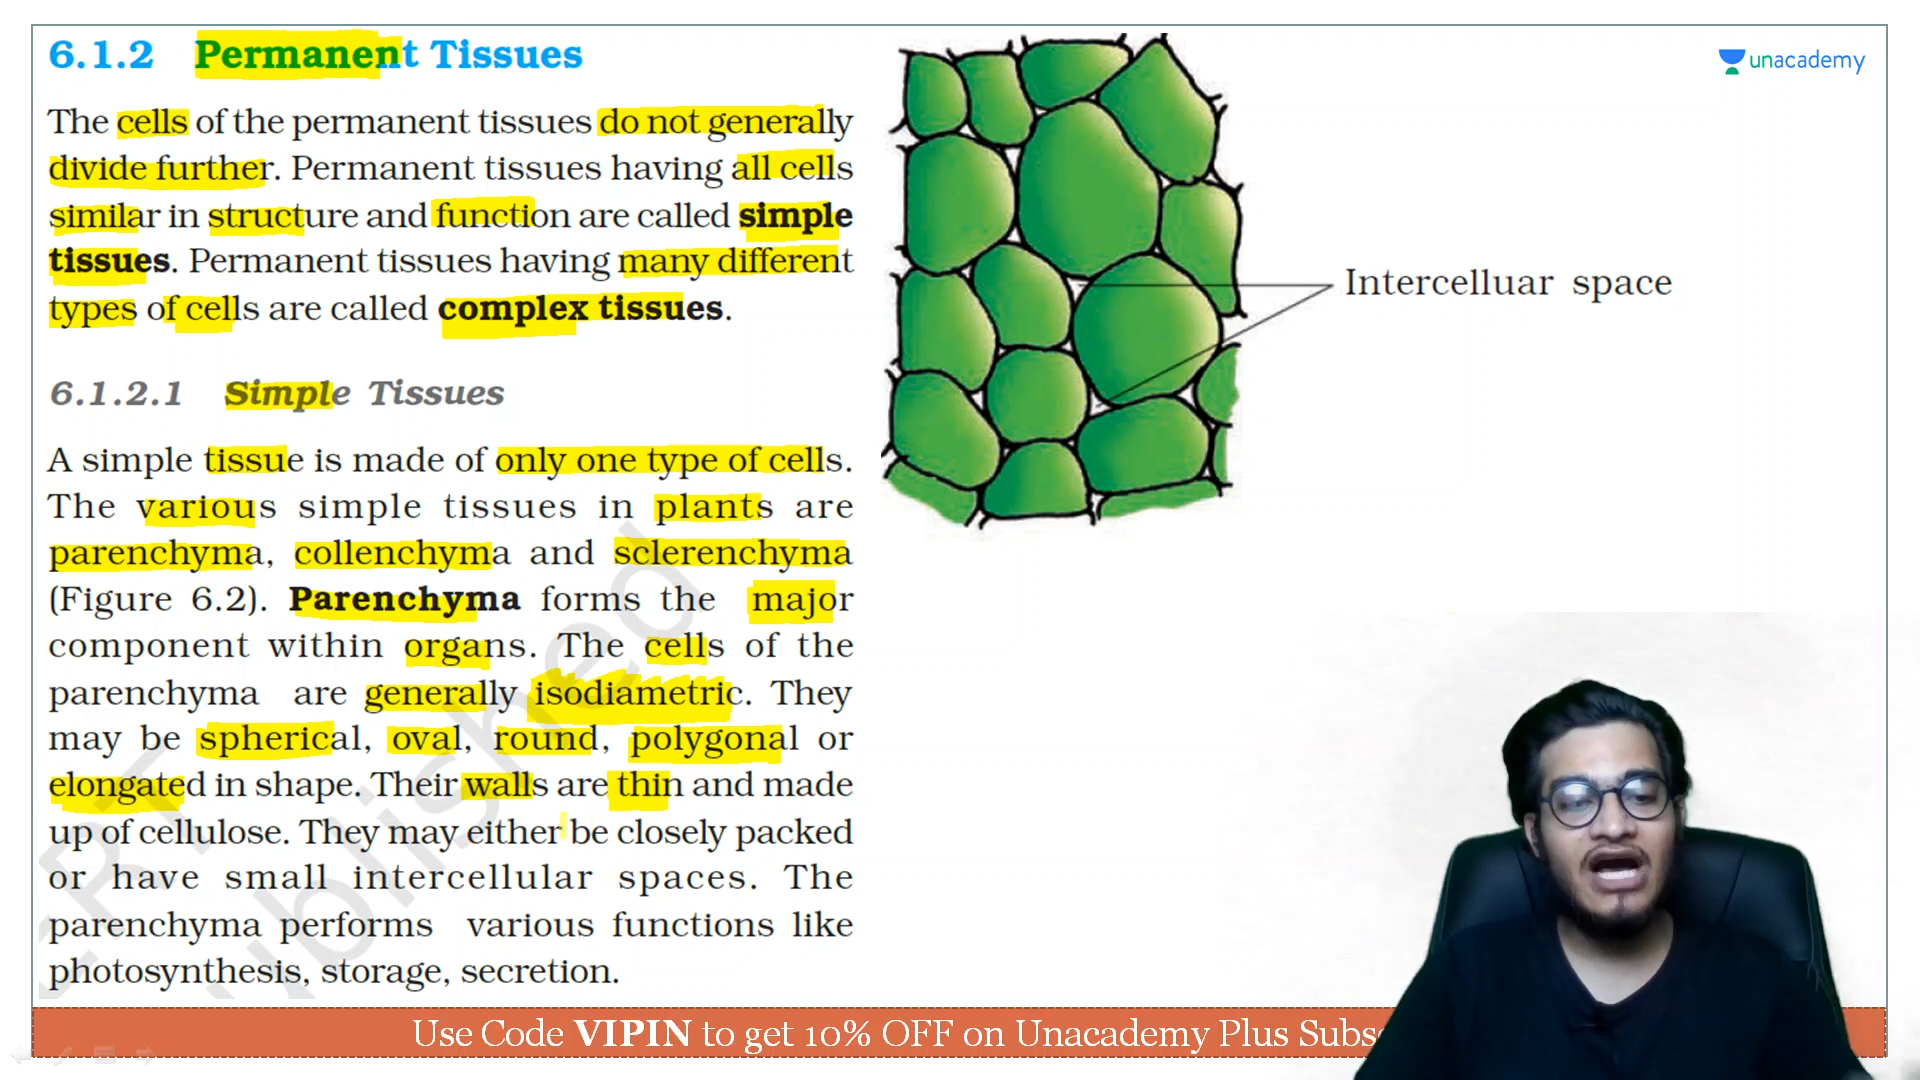 6.1.2 Permanent Tissues
The cells of the permanent tissues do not generally
divide further. Permanent tissues having all cells
similar in structure and function are called simple
tissues. Permanent tissues having many different
types of cells are called complex tissues.
6.1.2.1 Simple Tissues
A simple tissue is made of only one type of cells.
The various simple tissues in plants are
parenchyma, collenchyma and sclerenchyma
(Figure 6.2). Parenchyma forms the major
component within organs. The cells of the
parenchyma are generally isodiametric. They
may be spherical, oval, round, polygonal or
elongated in shape. Their walls are thin and made
up of cellulose. They may either be closely packed
or have small intercellular spaces. The
parenchyma performs various functions like
photosynthesis, storage, secretion.
Intercelluar space
unacademy
Use Code VIPIN to get 10% OFF on Unacademy Plus